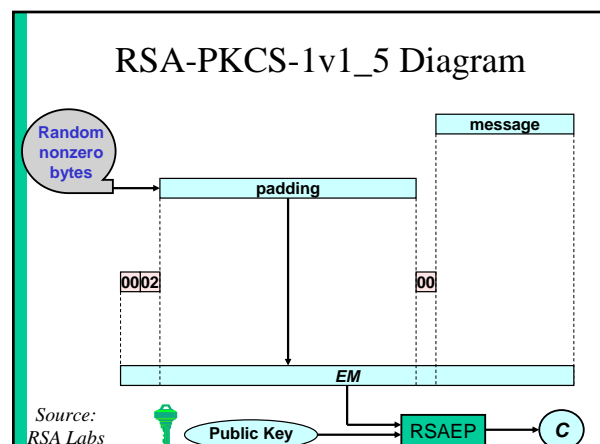 RSA-PKCS-1v1_5 Diagram
Random
nonzero
bytes
message
padding
00 02
00
EM
Source:
RSA Labs
Public Key
RSAEP
C